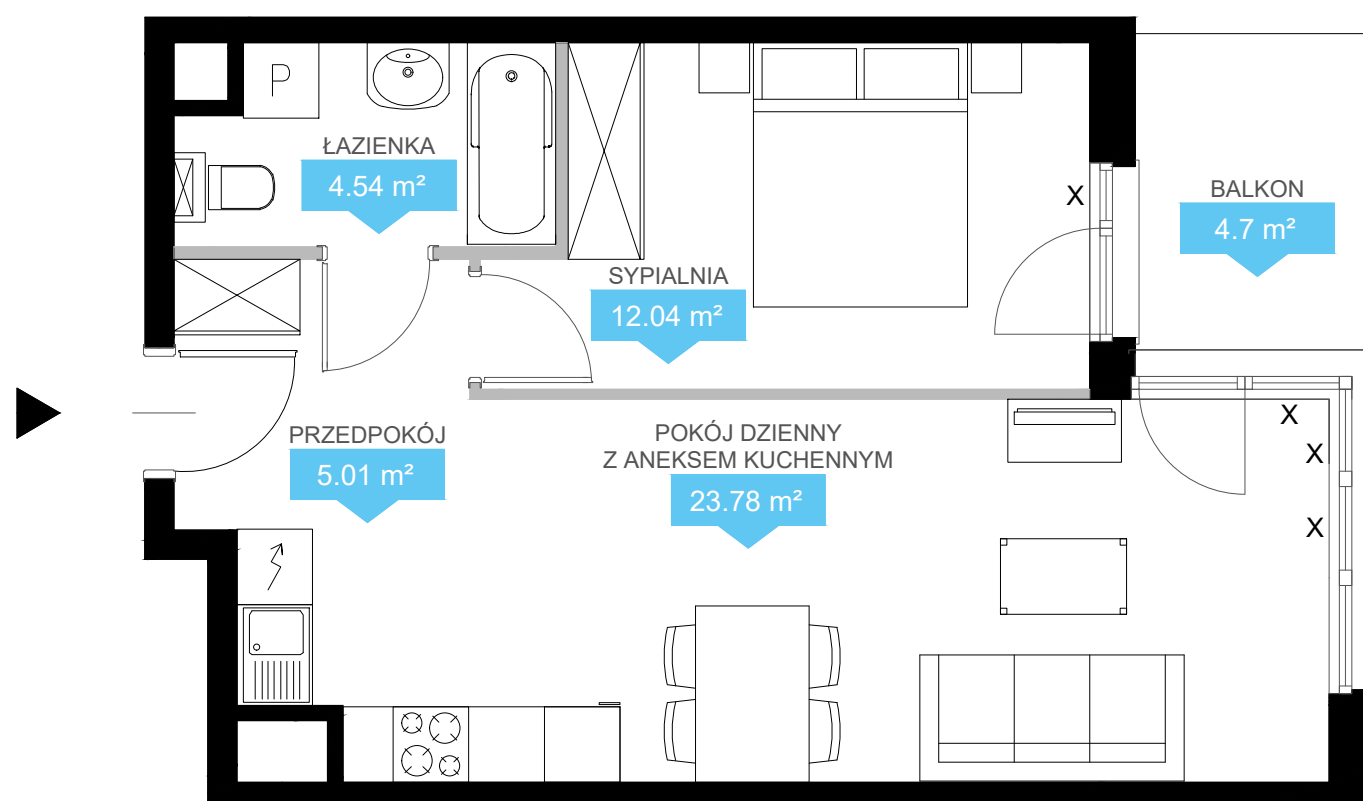 P
ŁAZIENKA
4.54 m²
SYPIALNIA
12.04 m²
X
BALKON
4.7 m²
PRZEDPOKÓJ
5.01 m²
POKÓJ DZIENNY
Z ANEKSEM KUCHENNYM
23.78 m²
X
X
X